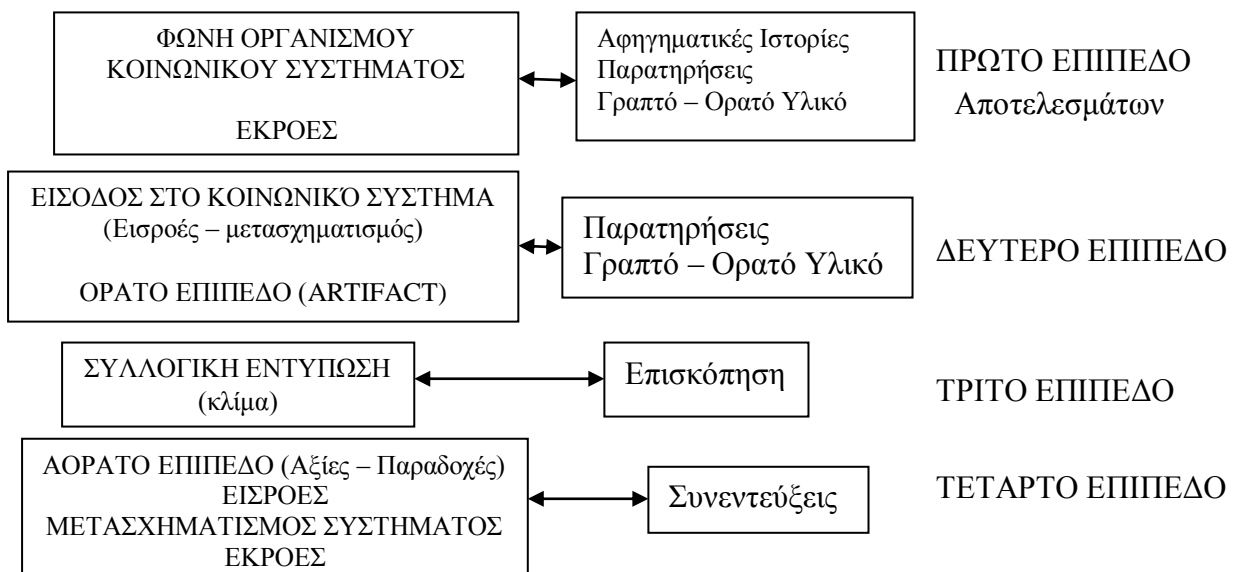 ΦΩΝΗ ΟΡΓΑΝΙΣΜΟΥ
ΚΟΙΝΩΝΙΚΟΥ ΣΥΣΤΗΜΑΤΟΣ
ΕΚΡΟΕΣ
Αφηγηματικές Ιστορίες
Παρατηρήσεις
Γραπτό – Ορατό Υλικό
ΠΡΩΤΟ ΕΠΙΠΕΔΟ
Αποτελεσμάτων
ΕΙΣΟΔΟΣ ΣΤΟ ΚΟΙΝΩΝΙΚΌ ΣΥΣΤΗΜΑ
(Εισροές – μετασχηματισμός)
ΟΡΑΤΟ ΕΠΙΠΕΔΟ (ARTIFACT)
Παρατηρήσεις
Γραπτό – Ορατό Υλικό
ΔΕΥΤΕΡΟ ΕΠΙΠΕΔΟ
ΣΥΛΛΟΓΙΚΗ ΕΝΤΥΠΩΣΗ
(κλίμα)
Επισκόπηση
ΤΡΙΤΟ ΕΠΙΠΕΔΟ
ΑΟΡΑΤΟ ΕΠΙΠΕΔΟ (Αξίες – Παραδοχές)
ΕΙΣΡΟΕΣ
ΜΕΤΑΣΧΗΜΑΤΙΣΜΟΣ ΣΥΣΤΗΜΑΤΟΣ
ΕΚΡΟΕΣ
Συνεντεύξεις
ΤΕΤΑΡΤΟ ΕΠΙΠΕΔΟ